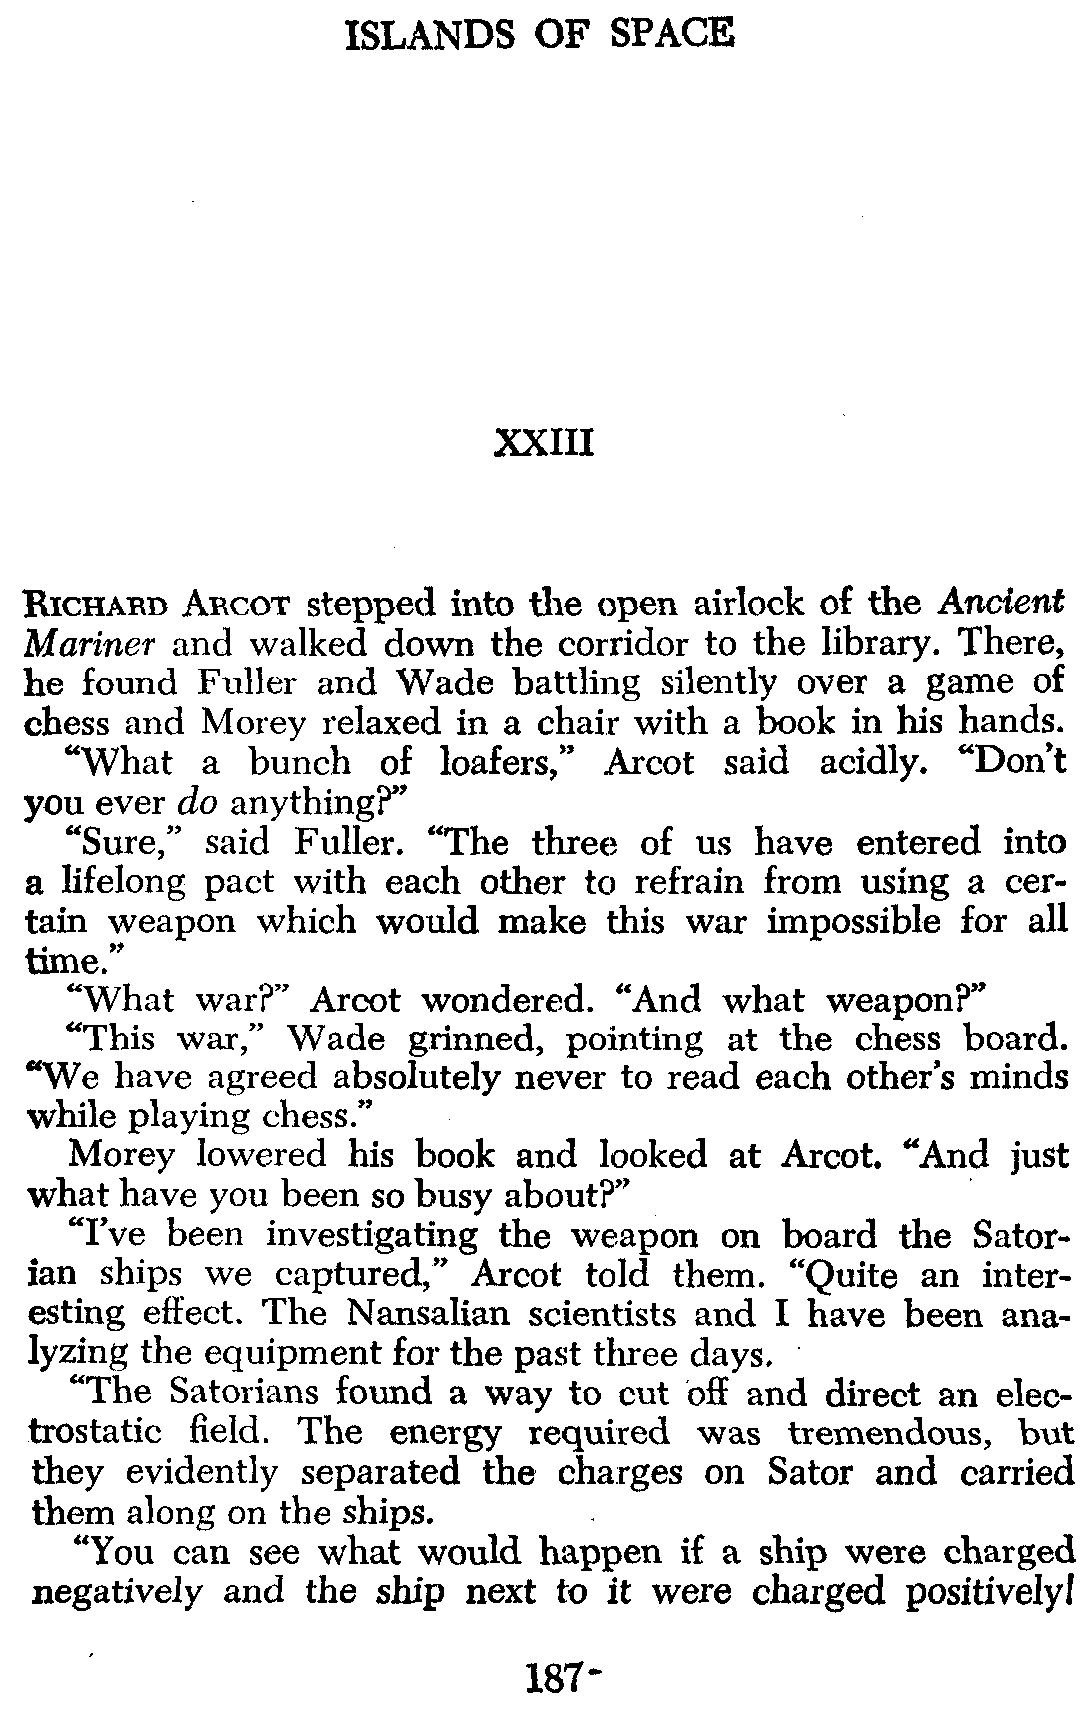 ISLANDS OF SPACE
XXIII
RICHARD ARCOT stepped into the open airlock of the Ancient
Mariner and walked down the corridor to the library. There,
he found Fuller and Wade battling silently over a game of
chess and Morey relaxed in a chair with a book in his hands.
“What a bunch of loafers,” Arcot said acidly. “Don't
you ever do anything?”
“Sure,” said Fuller. “The three of us have entered into
a lifelong pact with each other to refrain from using a cer-
tain weapon which would make this war impossible for all
time.”
“What war?” Arcot wondered. “And what weapon?”
“This war,” Wade grinned, pointing at the chess board.
“We have agreed absolutely never to read each other's minds
while playing chess.”
Morey lowered his book and looked at Arcot. “And just
what have you been so busy about?”
“I've been investigating the weapon on board the Sator-
ian ships we captured,” Arcot told them. “Quite an inter-
esting effect. The Nansalian scientists and I have been ana-
lyzing the equipment for the past three days.
“The Satorians found a way to cut off and direct an elec-
trostatic field. The energy required was tremendous, but
they evidently separated the charges on Sator and carried
them along on the ships.
“You can see what would happen if a ship were charged
negatively and the ship next to it were charged positively!
187-